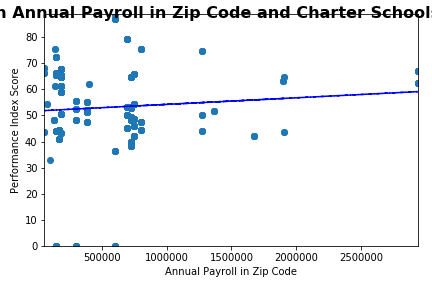 n Annual Payroll in Zip Code and Charter Schools
Performance Index Score
80
70
60
50
40
30
20
10
0
500000 1000000 1500000 2000000 2500000
Annual Payroll in Zip Code